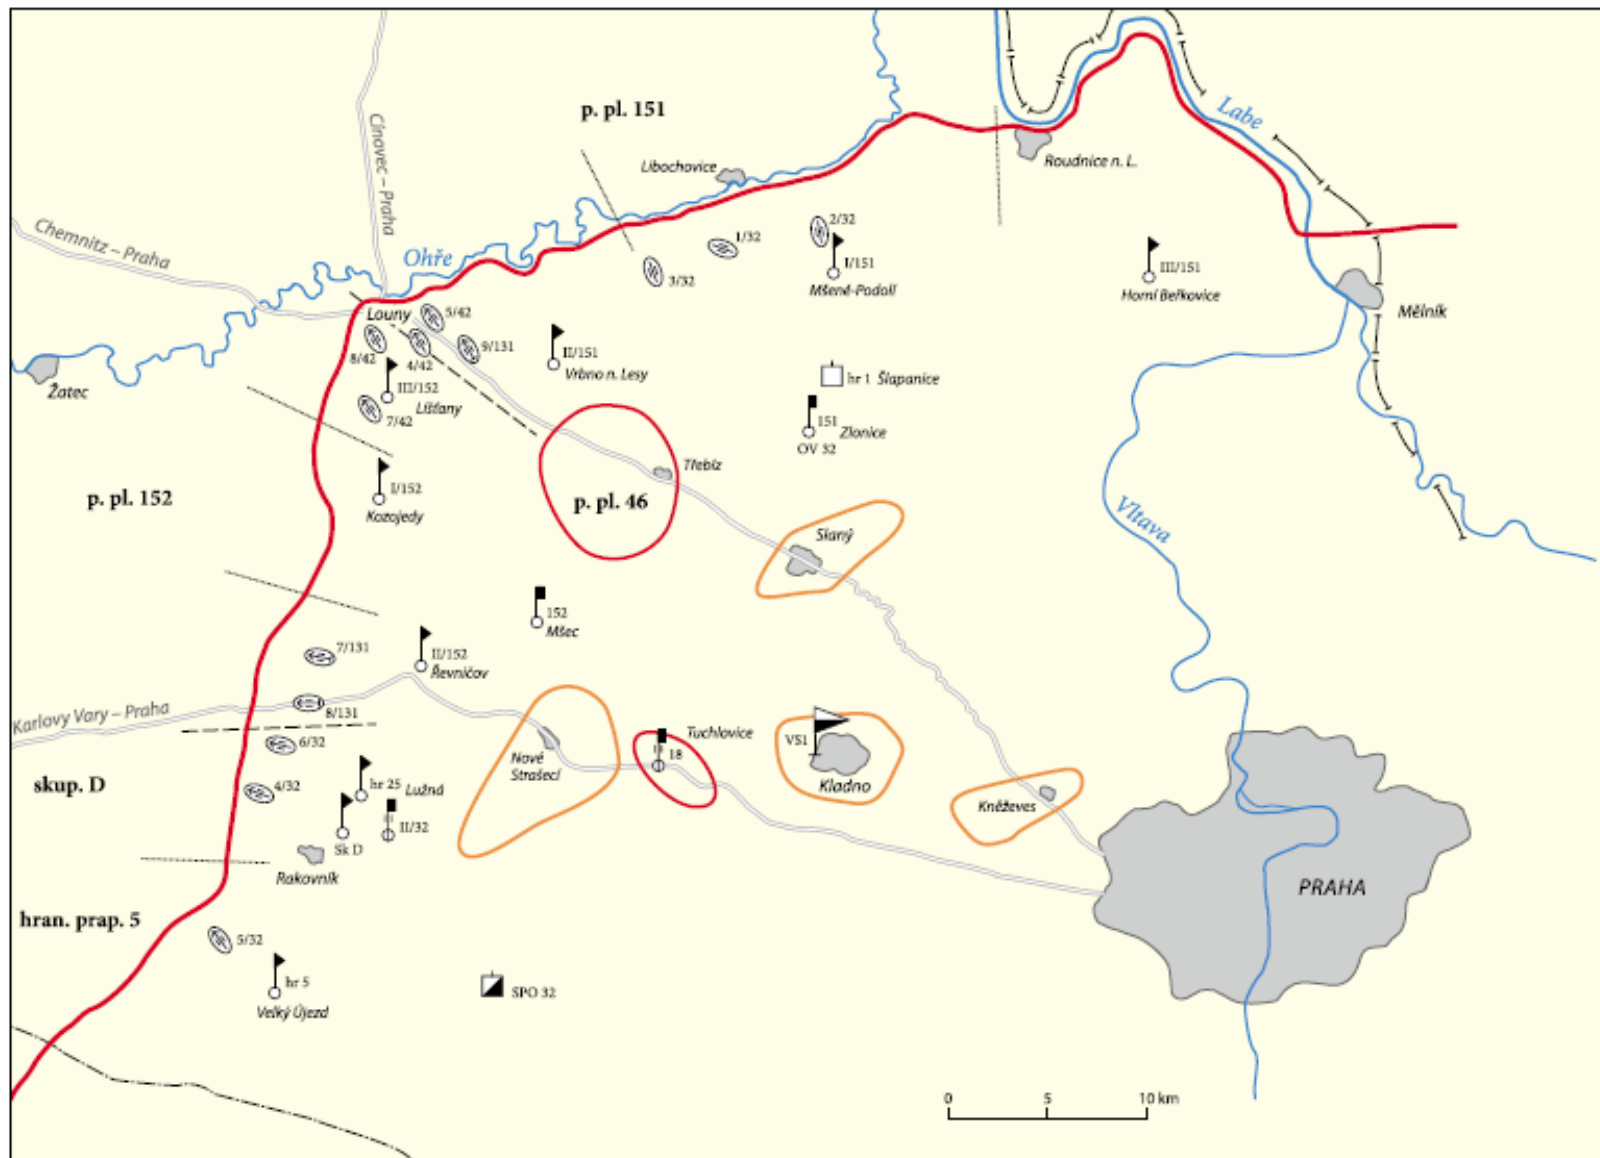 p. pl. 151
Labe
Cínovec – Praha
Libochovice
Roudnice n. L.
Chemnitz – Praha
Ohře
2/32
1/32
3/32
I/151
Mšené-Podolí
III/151
Horní Beřkovice
Mělník
Louny
5/42
8/42
4/42
9/131
II/151
Vrbno n. Lesy
Žatec
III/152
Líšťany
7/42
hr 1 Šlapanice
151
Zlonice
OV 32
Třebíz
p. pl. 152
I/152
Kozojedy
p. pl. 46
Slaný
Vltava
152
Mšec
7/131
II/152
Řevničov
Karlovy Vary – Praha
8/131
6/32
Tuchlovice
18
VS1
Nové
Strašecí
Kladno
skup. D
4/32
hr 25
Lužná
Kněževes
Sk D
II/32
Rakovník
PRAHA
hran. prap. 5
5/32
hr 5
Velký Újezd
SPO 32
0 5 10 km